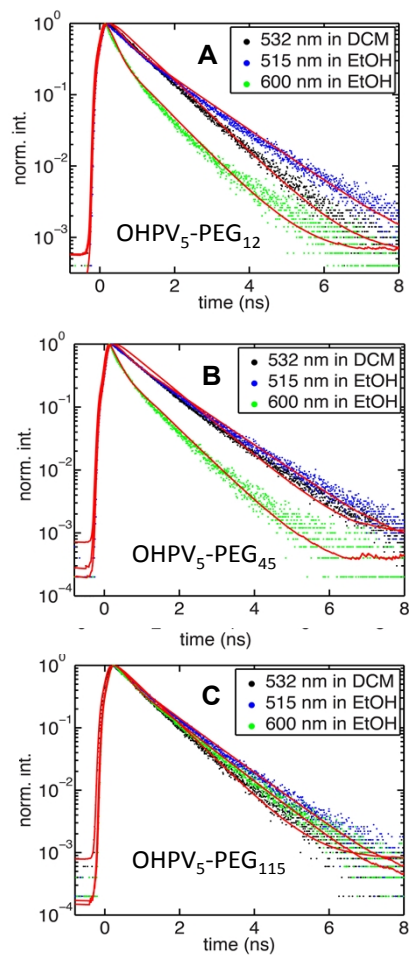 10^0
A
532 nm in DCM
515 nm in EtOH
600 nm in EtOH
10^-1
norm. int.
10^-2
10^-3
OHPV₅-PEG₁₂
0 2 4 6 8
time (ns)
10^0
B
532 nm in DCM
515 nm in EtOH
600 nm in EtOH
10^-1
norm. int.
10^-2
10^-3
OHPV₅-PEG₄₅
10^-4
0 2 4 6 8
time (ns)
10^0
C
532 nm in DCM
515 nm in EtOH
600 nm in EtOH
10^-1
norm. int.
10^-2
10^-3
OHPV₅-PEG₁₁₅
10^-4
0 2 4 6 8
time (ns)